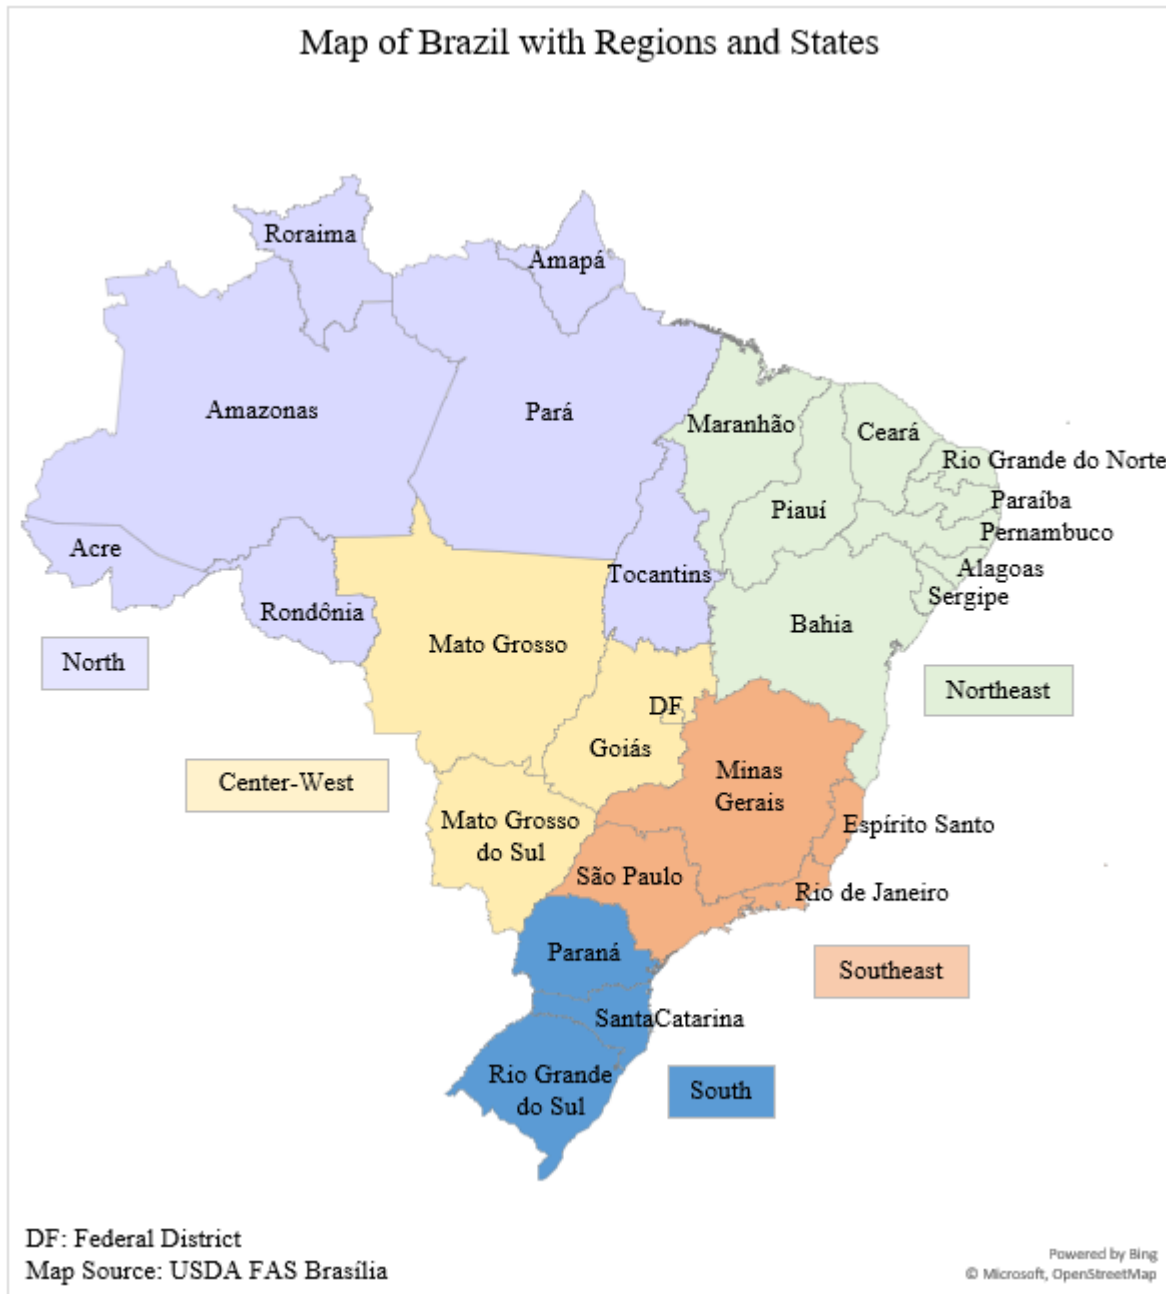 Map of Brazil with Regions and States
Roraima
Amapá
Amazonas
Pará
Maranhão
Ceará
Rio Grande do Norte
Paraíba
Piauí
Pernambuco
Acre
Alagoas
Tocantins
Sergipe
Rondônia
Bahia
Mato Grosso
North
Northeast
DF
Goiás
Minas
Gerais
Center-West
Mato Grosso
do Sul
Espírito Santo
São Paulo
Rio de Janeiro
Paraná
Southeast
SantaCatarina
Rio Grande
do Sul
South
DF: Federal District
Map Source: USDA FAS Brasília
Powered by Bing
© Microsoft, OpenStreetMap